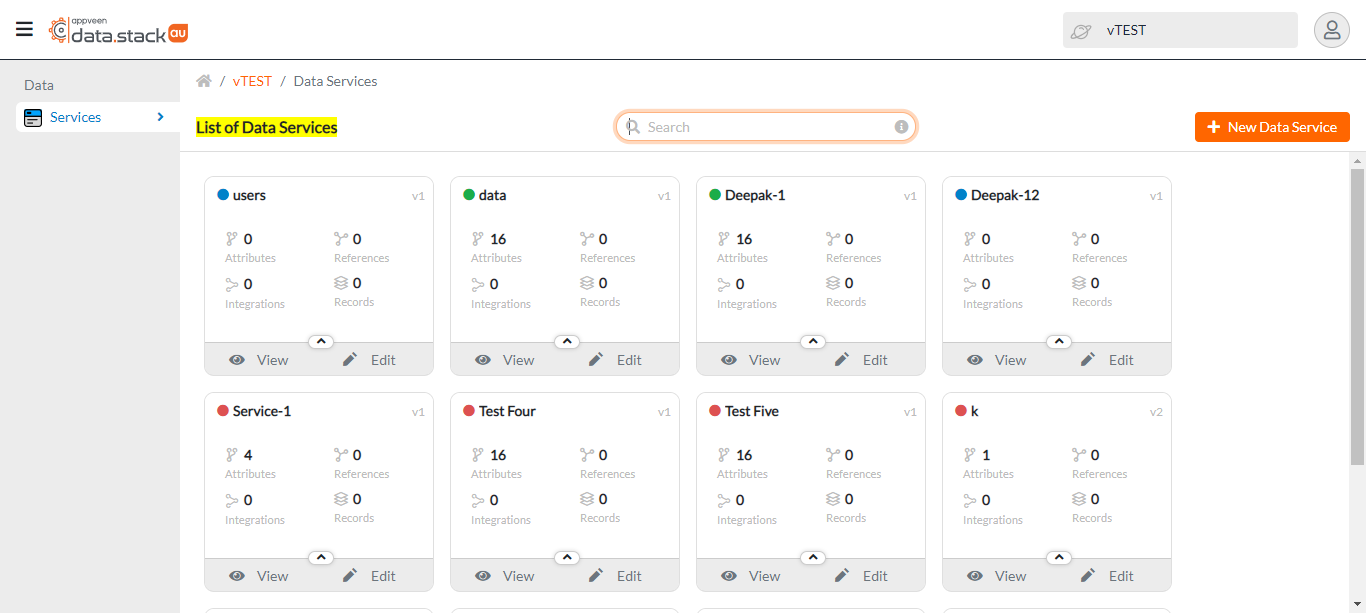 appveen
data.stack au
vTEST
Data
Services
/ vTEST / Data Services
List of Data Services
Search
New Data Service
users v1
0 Attributes
0 References
0 Integrations
0 Records
View Edit
data v1
16 Attributes
0 References
0 Integrations
0 Records
View Edit
Deepak-1 v1
16 Attributes
0 References
0 Integrations
0 Records
View Edit
Deepak-12 v1
0 Attributes
0 References
0 Integrations
0 Records
View Edit
Service-1 v1
4 Attributes
0 References
0 Integrations
0 Records
View Edit
Test Four v1
16 Attributes
0 References
0 Integrations
0 Records
View Edit
Test Five v1
16 Attributes
0 References
0 Integrations
0 Records
View Edit
k v2
1 Attributes
0 References
0 Integrations
0 Records
View Edit